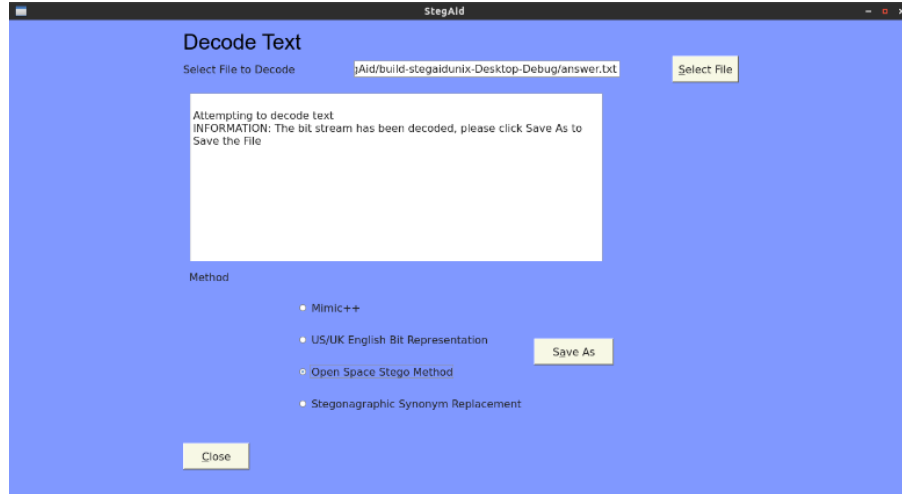 StegAid
Decode Text
Select File to Decode
gAid/build-stegaidunix-Desktop-Debug/answer.txt
Select File
Attempting to decode text
INFORMATION: The bit stream has been decoded, please click Save As to
Save the File
Method
Mimic++
US/UK English Bit Representation
Save As
Open Space Stego Method
Stegonagraphic Synonym Replacement
Close